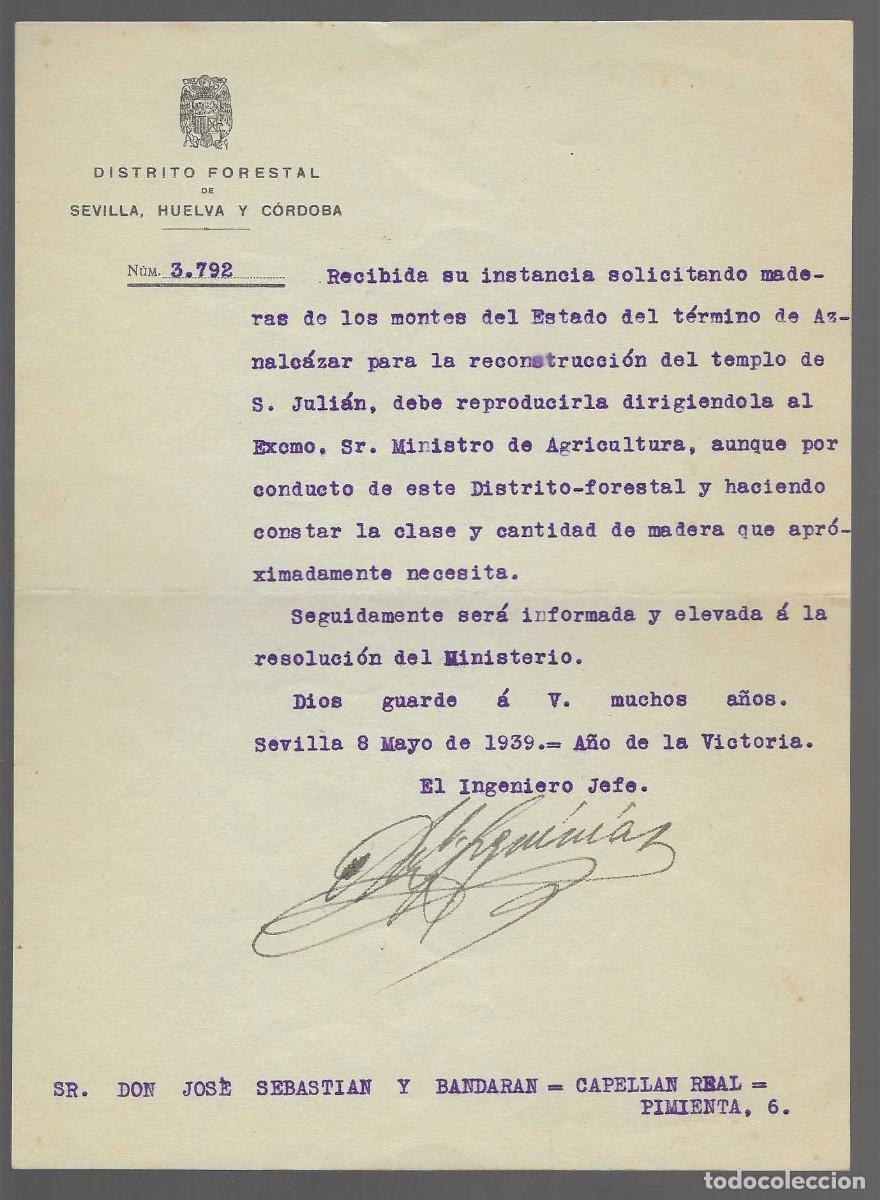 DISTRITO FORESTAL
DE
SEVILLA, HUELVA Y CÓRDOBA
NÚM. 3.792
Recibida su instancia solicitando made-
ras de los montes del Estado del término de Az-
nalcázar para la reconstrucción del templo de
S. Julián, debe reproducirla dirigiendola al
Excmo. Sr. Ministro de Agricultura, aunque por
conducto de este Distrito-forestal y haciendo
constar la clase y cantidad de madera que apró-
ximadamente necesita.
Seguidamente será informada y elevada á la
resolución del Ministerio.
Dios guarde á V. muchos años.
Sevilla 8 Mayo de 1939.= Año de la Victoria.
El Ingeniero Jefe.
SR. DON JOSÈ SEBASTIAN Y BANDARAN = CAPELLAN REAL =
PIMIENTA, 6.
todocoleccion